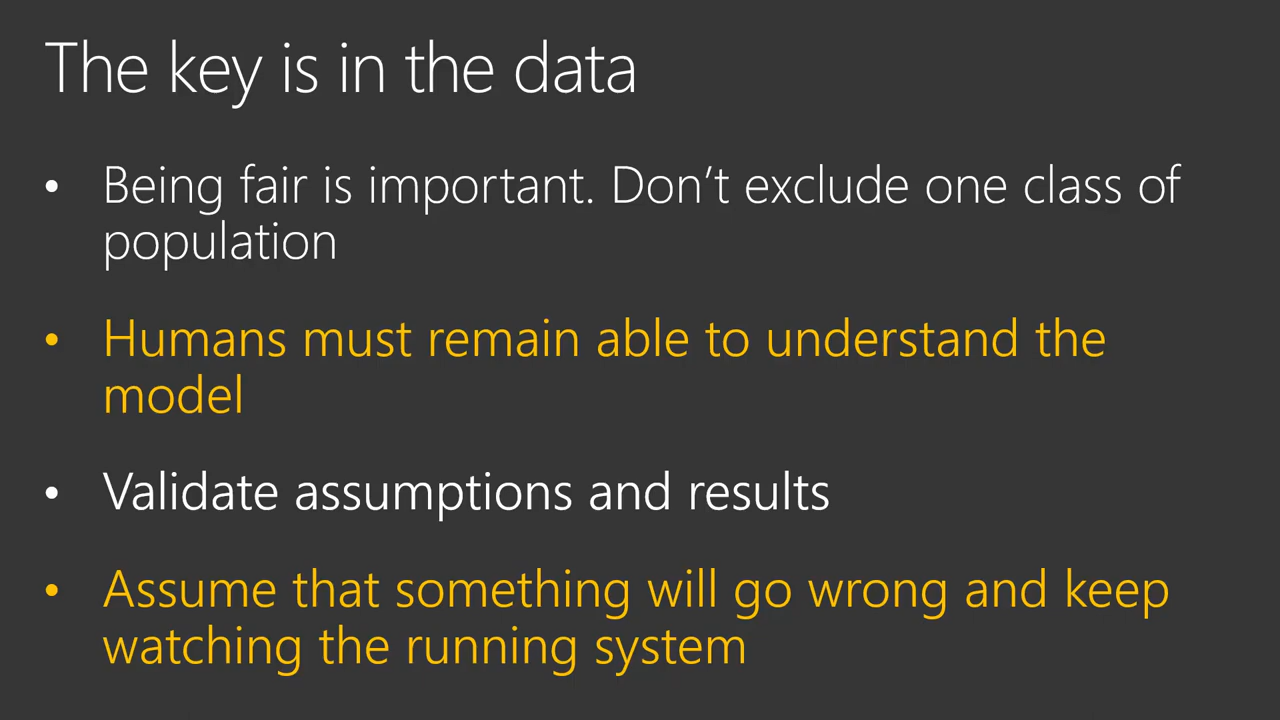 The key is in the data
• Being fair is important. Don’t exclude one class of
population
• Humans must remain able to understand the
model
• Validate assumptions and results
• Assume that something will go wrong and keep
watching the running system